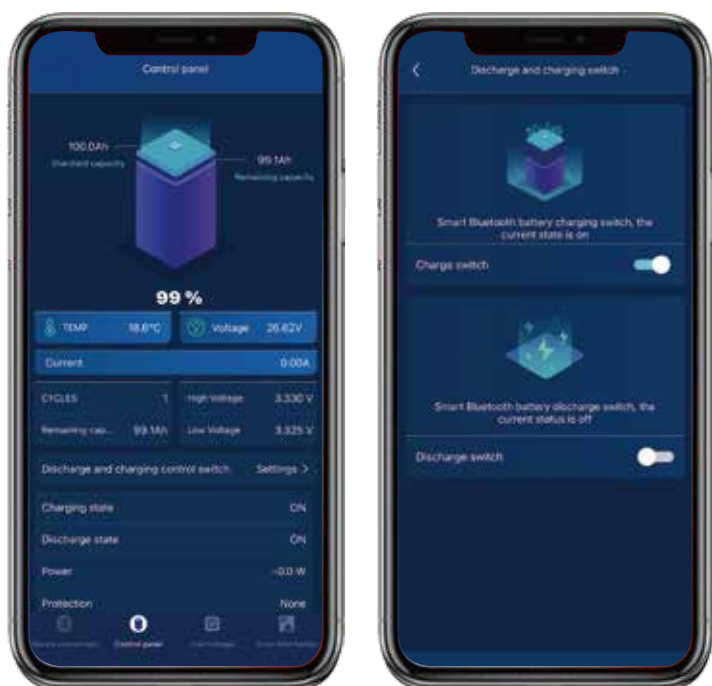 Control panel
100.0Ah
Standard capacity
99.1Ah
Remaining capacity
99 %
TEMP 18.6°C
Voltage 26.62V
Current 0.00A
CYCLES 1
High Voltage 3.330 V
Remaining cap... 99.1Ah
Low Voltage 3.325 V
Discharge and charging control switch Settings >
Charging state ON
Discharge state ON
Power -0.0 W
Protection None
Control panel
Discharge and charging switch
Smart Bluetooth battery charging switch, the
current state is on
Charge switch
Smart Bluetooth battery discharge switch, the
current status is off
Discharge switch